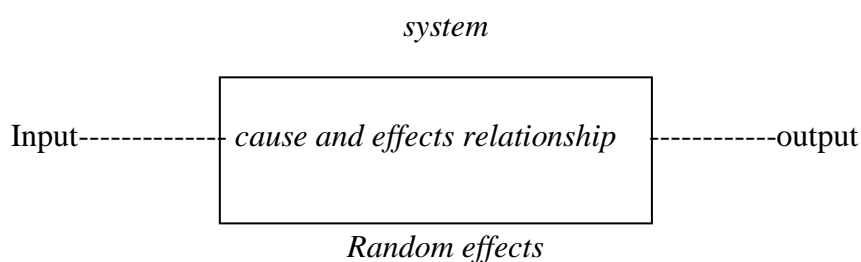 system
Input-------------- cause and effects relationship ------------output
Random effects